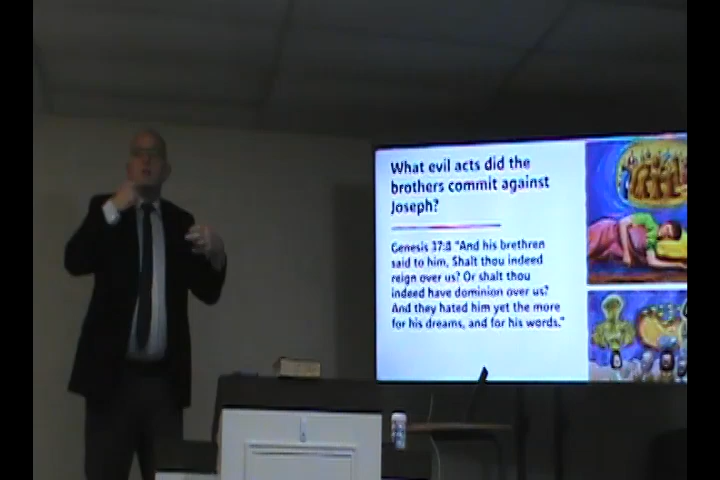 What evil acts did the
brothers commit against
Joseph?
Genesis 37:8 "And his brethren
said to him, Shalt thou indeed
reign over us? Or shalt thou
indeed have dominion over us?
And they hated him yet the more
for his dreams, and for his words."